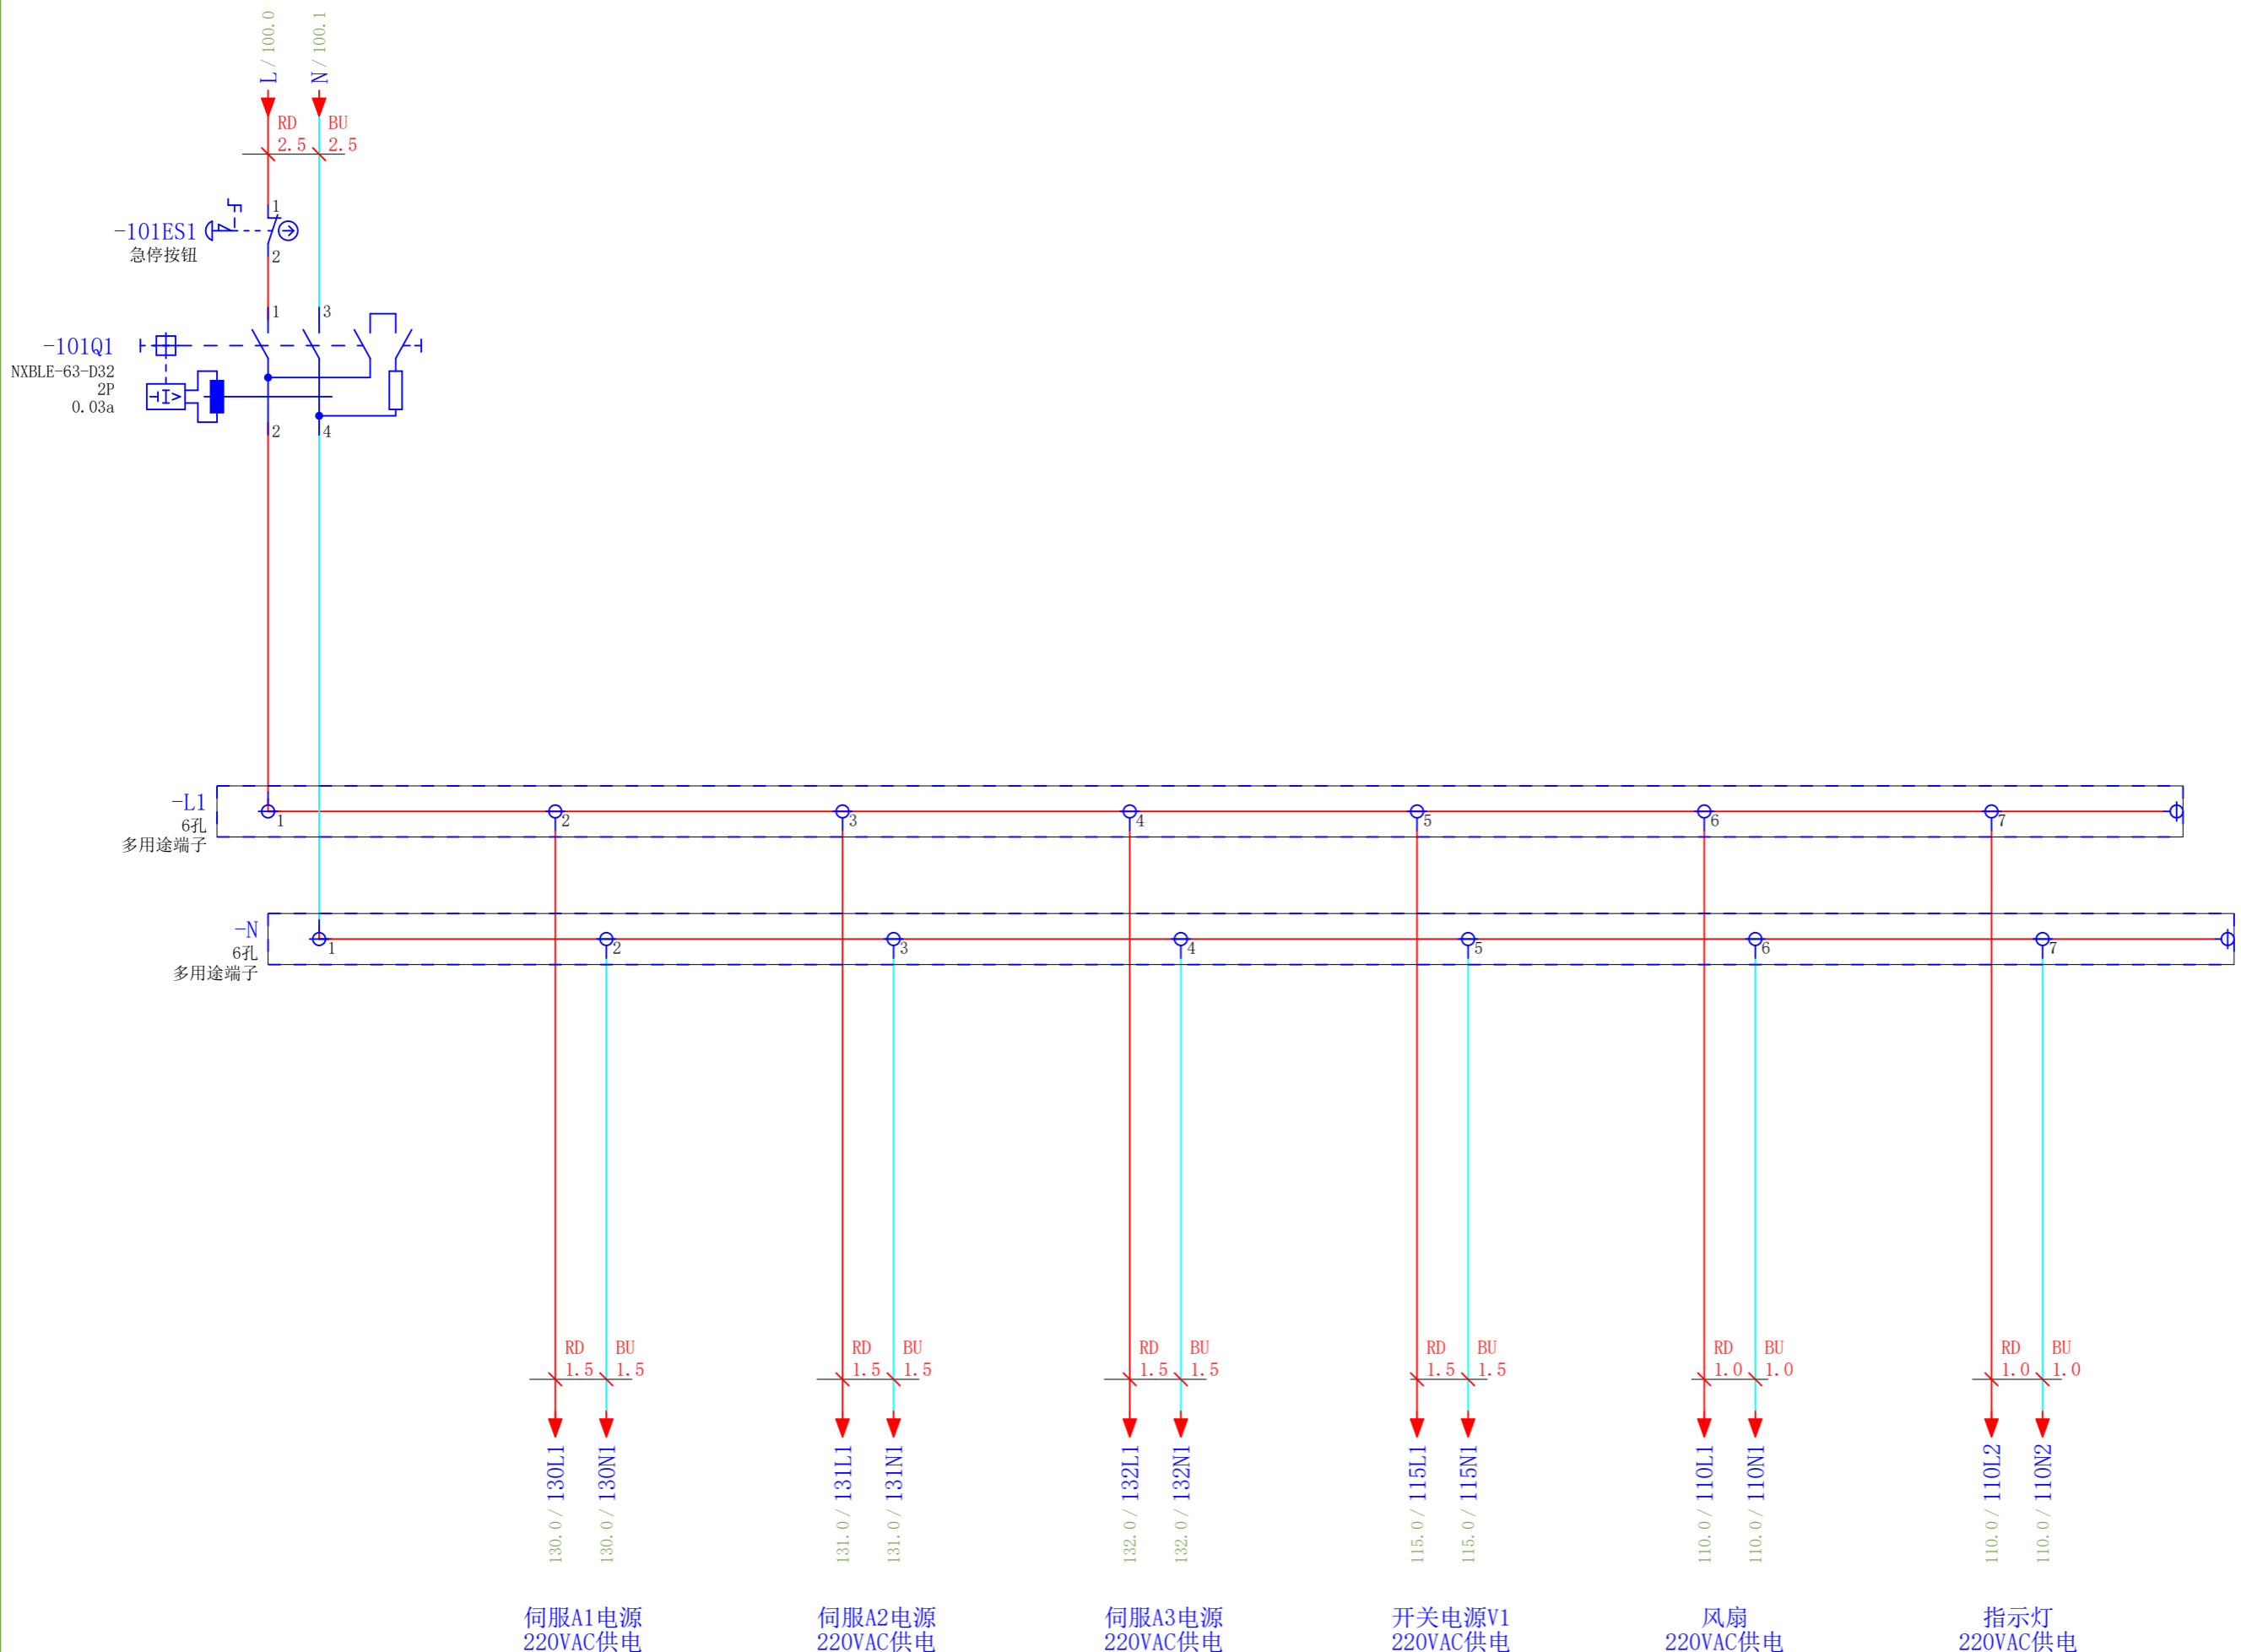 L / 100.0
N / 100.1
RD
2.5
BU
2.5
-101ES1
急停按钮
1
2
-101Q1
NXBLE-63-D32
2P
0.03a
1
3
I>
2
4
-L1
6孔
多用途端子
1
2
3
4
5
6
7
-N
6孔
多用途端子
1
2
3
4
5
6
7
RD
1.5
BU
1.5
RD
1.5
BU
1.5
RD
1.5
BU
1.5
RD
1.5
BU
1.5
RD
1.0
BU
1.0
RD
1.0
BU
1.0
130.0 / 130L1
130.0 / 130N1
131.0 / 131L1
131.0 / 131N1
132.0 / 132L1
132.0 / 132N1
115.0 / 115L1
115.0 / 115N1
110.0 / 110L1
110.0 / 110N1
110.0 / 110L2
110.0 / 110N2
伺服A1电源
220VAC供电
伺服A2电源
220VAC供电
伺服A3电源
220VAC供电
开关电源V1
220VAC供电
风扇
220VAC供电
指示灯
220VAC供电